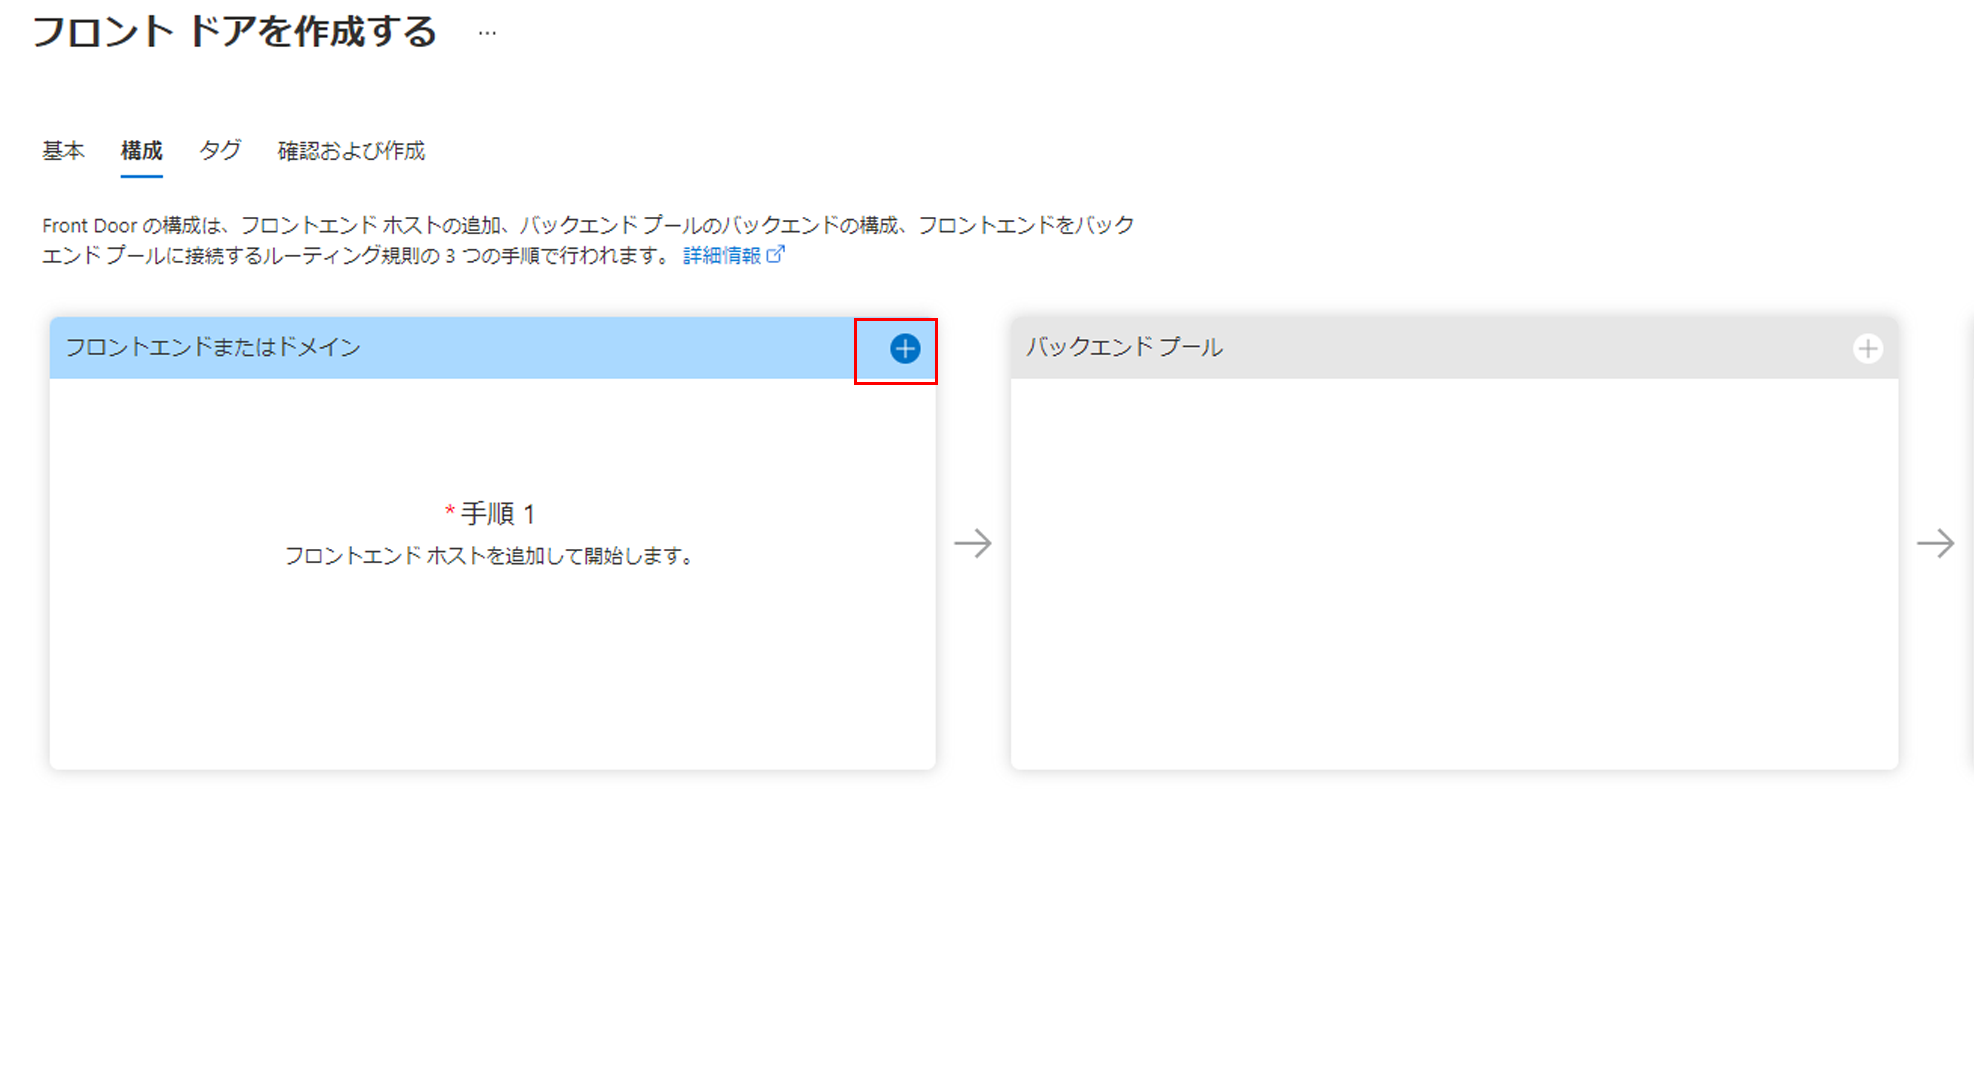 フロント ドアを作成する ...
基本 構成 タグ 確認および作成
Front Door の構成は、フロントエンド ホストの追加、バックエンド プールのバックエンドの構成、フロントエンドをバック
エンド プールに接続するルーティング規則の 3 つの手順で行われます。 詳細情報
フロントエンドまたはドメイン
* 手順 1
フロントエンド ホストを追加して開始します。
バックエンド プール